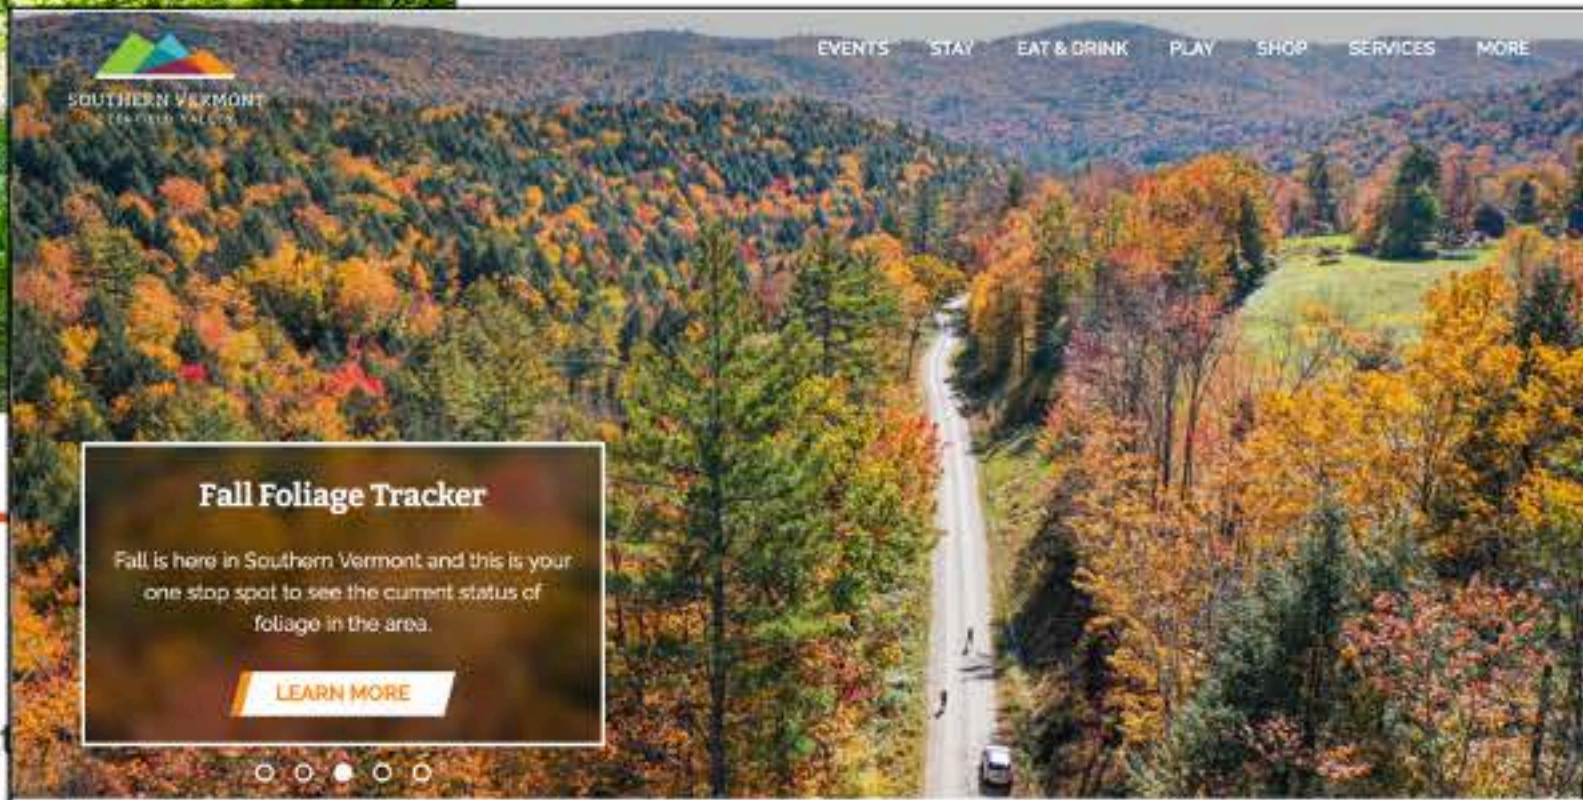 EVENTS STAY EAT & DRINK PLAY SHOP SERVICES MORE
SOUTHERN VERMONT
DEERFIELD VALLEY
Fall Foliage Tracker
Fall is here in Southern Vermont and this is your
one stop spot to see the current status of
foliage in the area.
LEARN MORE